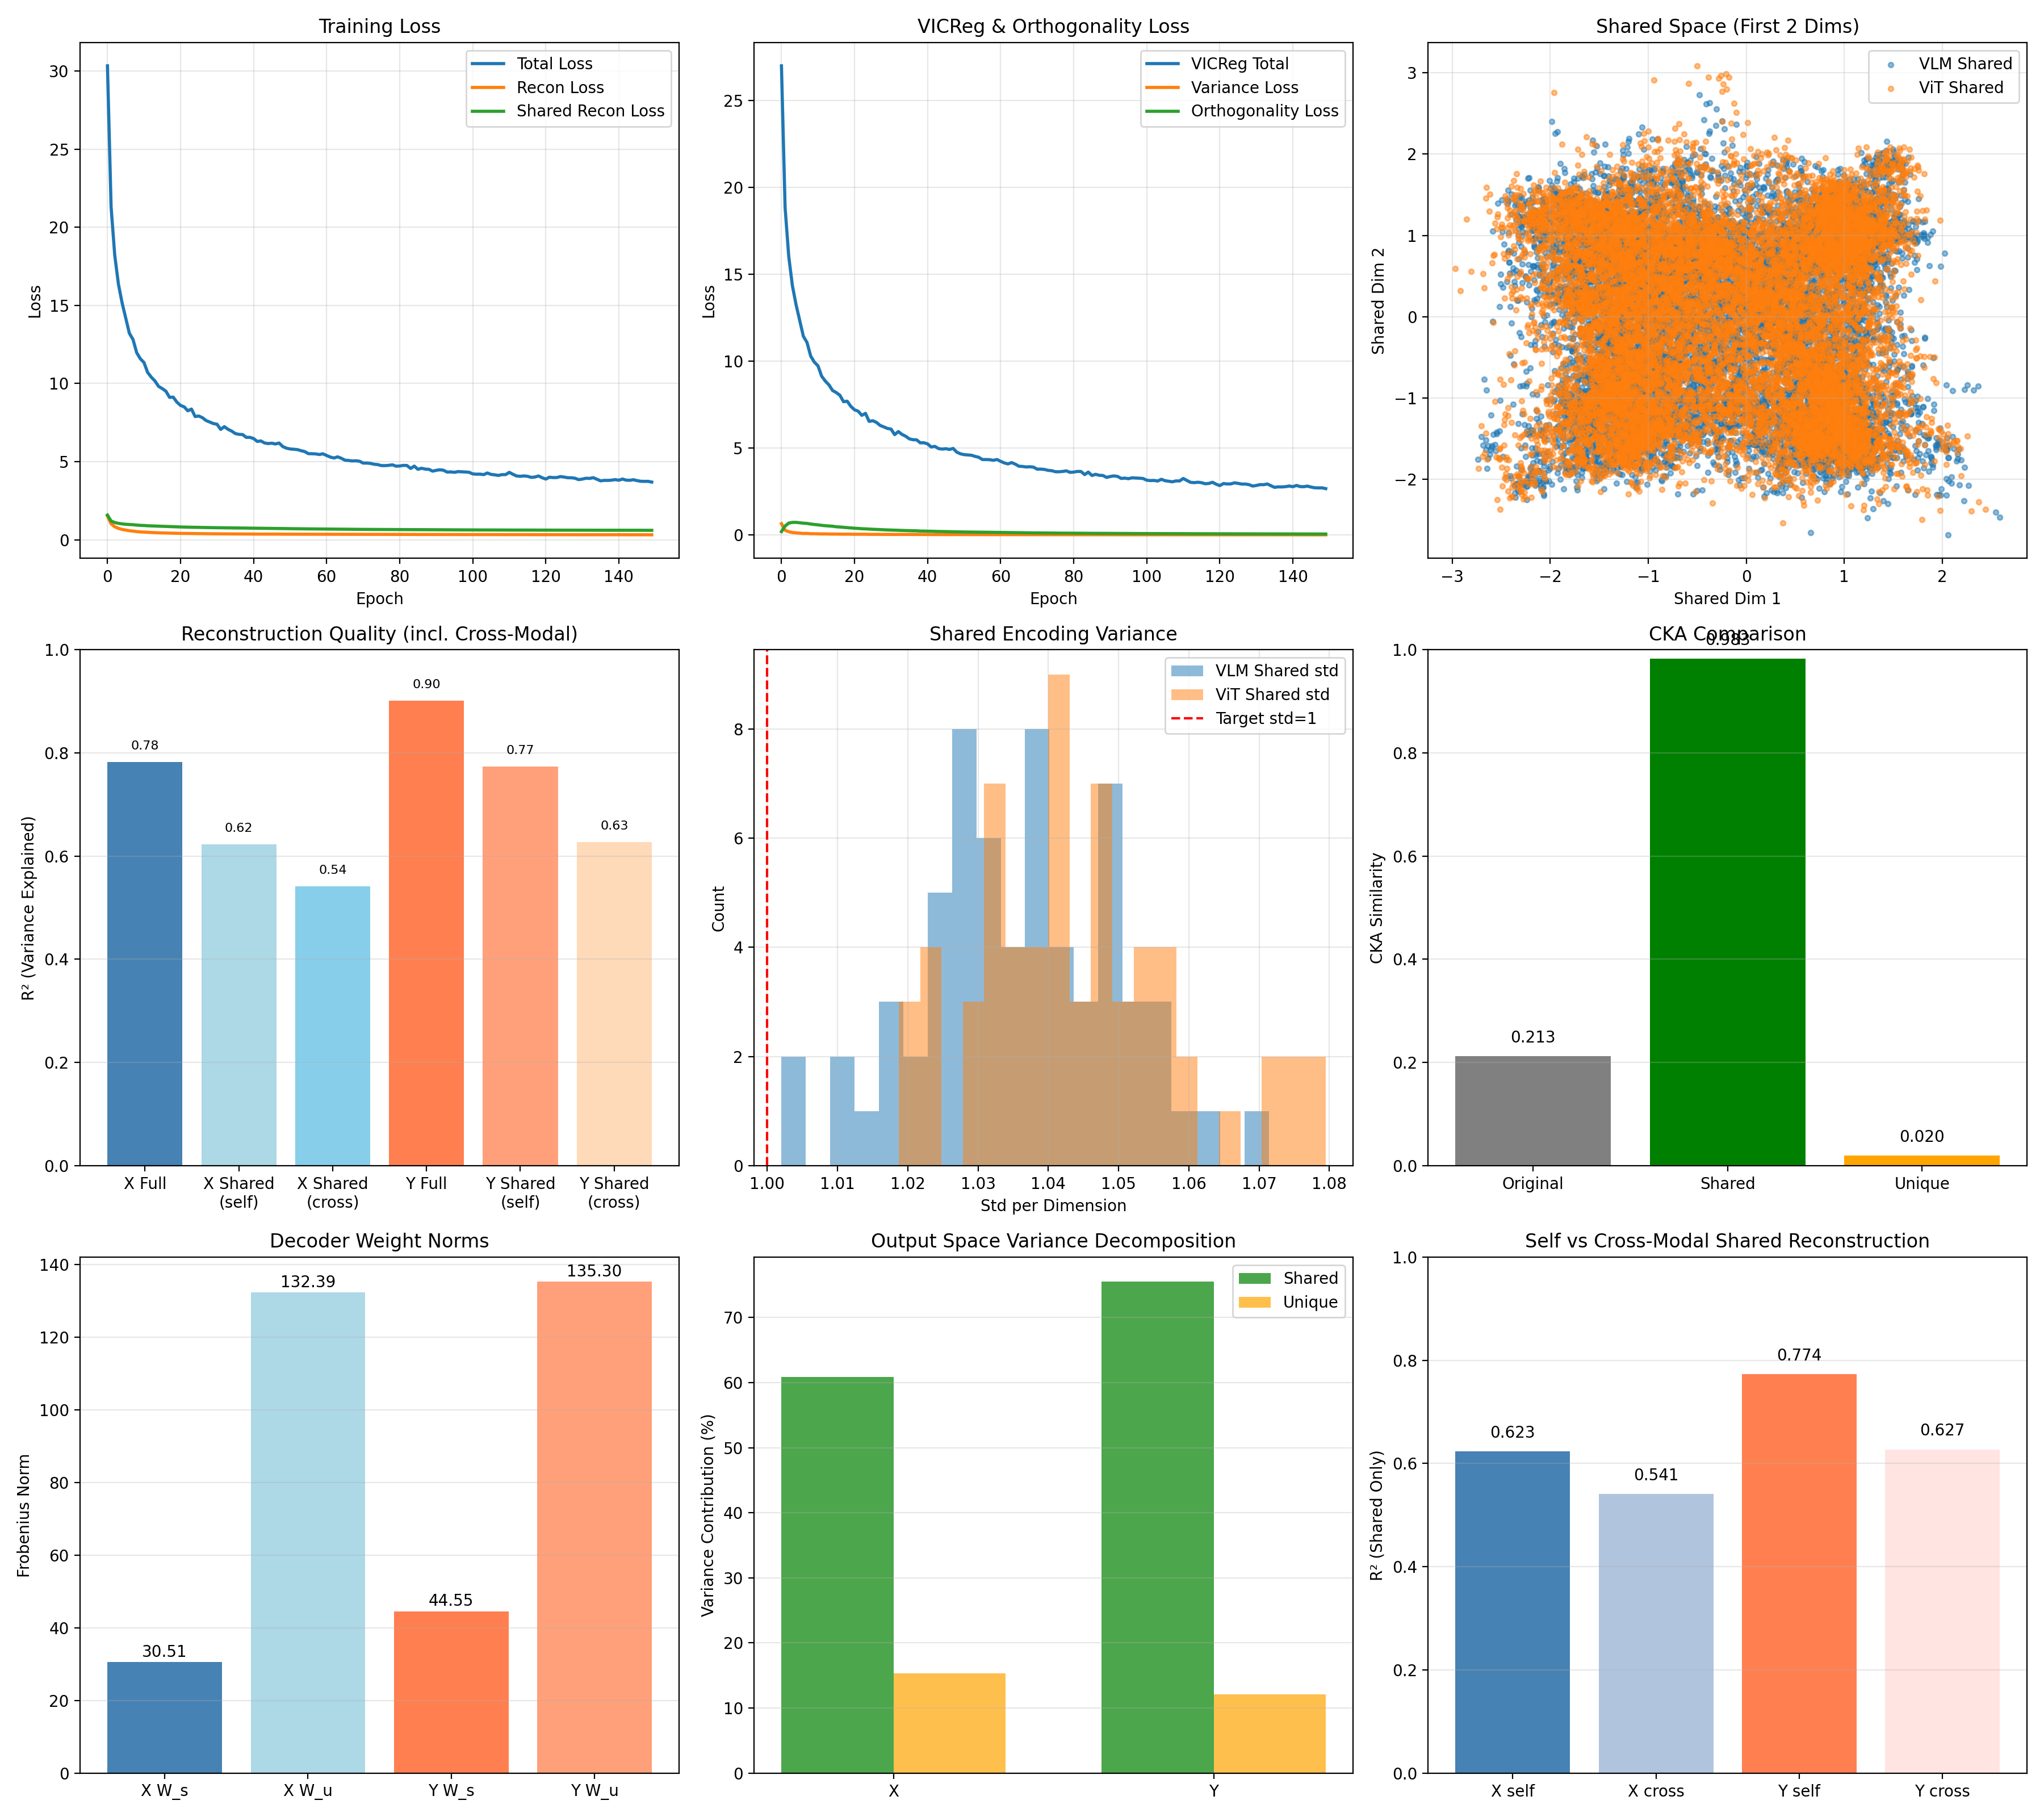 Training Loss
Total Loss
Recon Loss
Shared Recon Loss
30
25
20
15
10
5
0
Loss
0 20 40 60 80 100 120 140
Epoch
VICReg & Orthogonality Loss
VICReg Total
Variance Loss
Orthogonality Loss
25
20
15
10
5
0
Loss
0 20 40 60 80 100 120 140
Epoch
Shared Space (First 2 Dims)
VLM Shared
ViT Shared
3
2
1
0
−1
−2
Shared Dim 2
−3 −2 −1 0 1 2
Shared Dim 1
Reconstruction Quality (incl. Cross-Modal)
1.0
0.8
0.6
0.4
0.2
0.0
R² (Variance Explained)
0.78
0.62
0.54
0.90
0.77
0.63
X Full
X Shared
(self)
X Shared
(cross)
Y Full
Y Shared
(self)
Y Shared
(cross)
Shared Encoding Variance
VLM Shared std
ViT Shared std
Target std=1
8
6
4
2
0
Count
1.00 1.01 1.02 1.03 1.04 1.05 1.06 1.07 1.08
Std per Dimension
CKA Comparison
0.983
1.0
0.8
0.6
0.4
0.2
0.0
CKA Similarity
0.213
0.020
Original
Shared
Unique
Decoder Weight Norms
140
120
100
80
60
40
20
0
Frobenius Norm
30.51
132.39
44.55
135.30
X W_s
X W_u
Y W_s
Y W_u
Output Space Variance Decomposition
Shared
Unique
70
60
50
40
30
20
10
0
Variance Contribution (%)
X
Y
Self vs Cross-Modal Shared Reconstruction
1.0
0.8
0.6
0.4
0.2
0.0
R² (Shared Only)
0.623
0.541
0.774
0.627
X self
X cross
Y self
Y cross